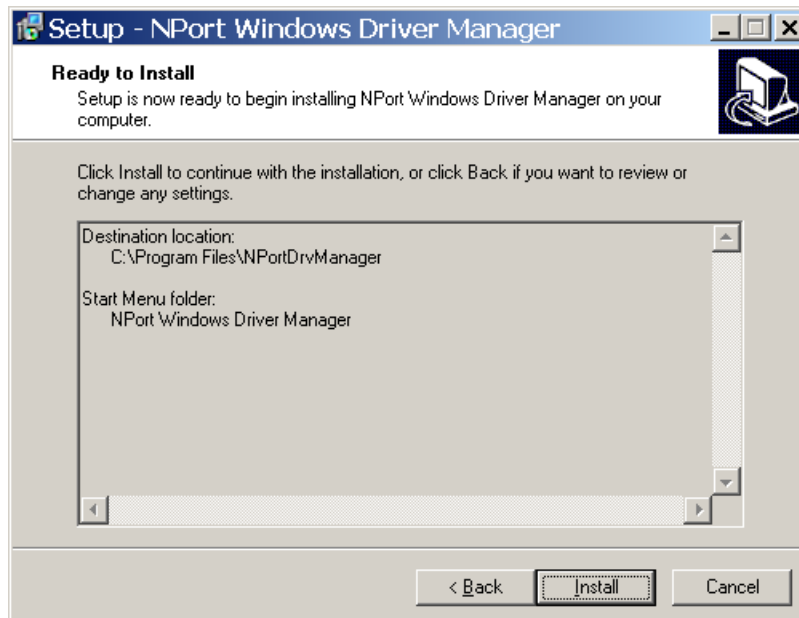 Setup - NPort Windows Driver Manager
Ready to Install
Setup is now ready to begin installing NPort Windows Driver Manager on your
computer.
Click Install to continue with the installation, or click Back if you want to review or
change any settings.
Destination location:
C:\Program Files\NPortDrvManager
Start Menu folder:
NPort Windows Driver Manager
< Back Install Cancel